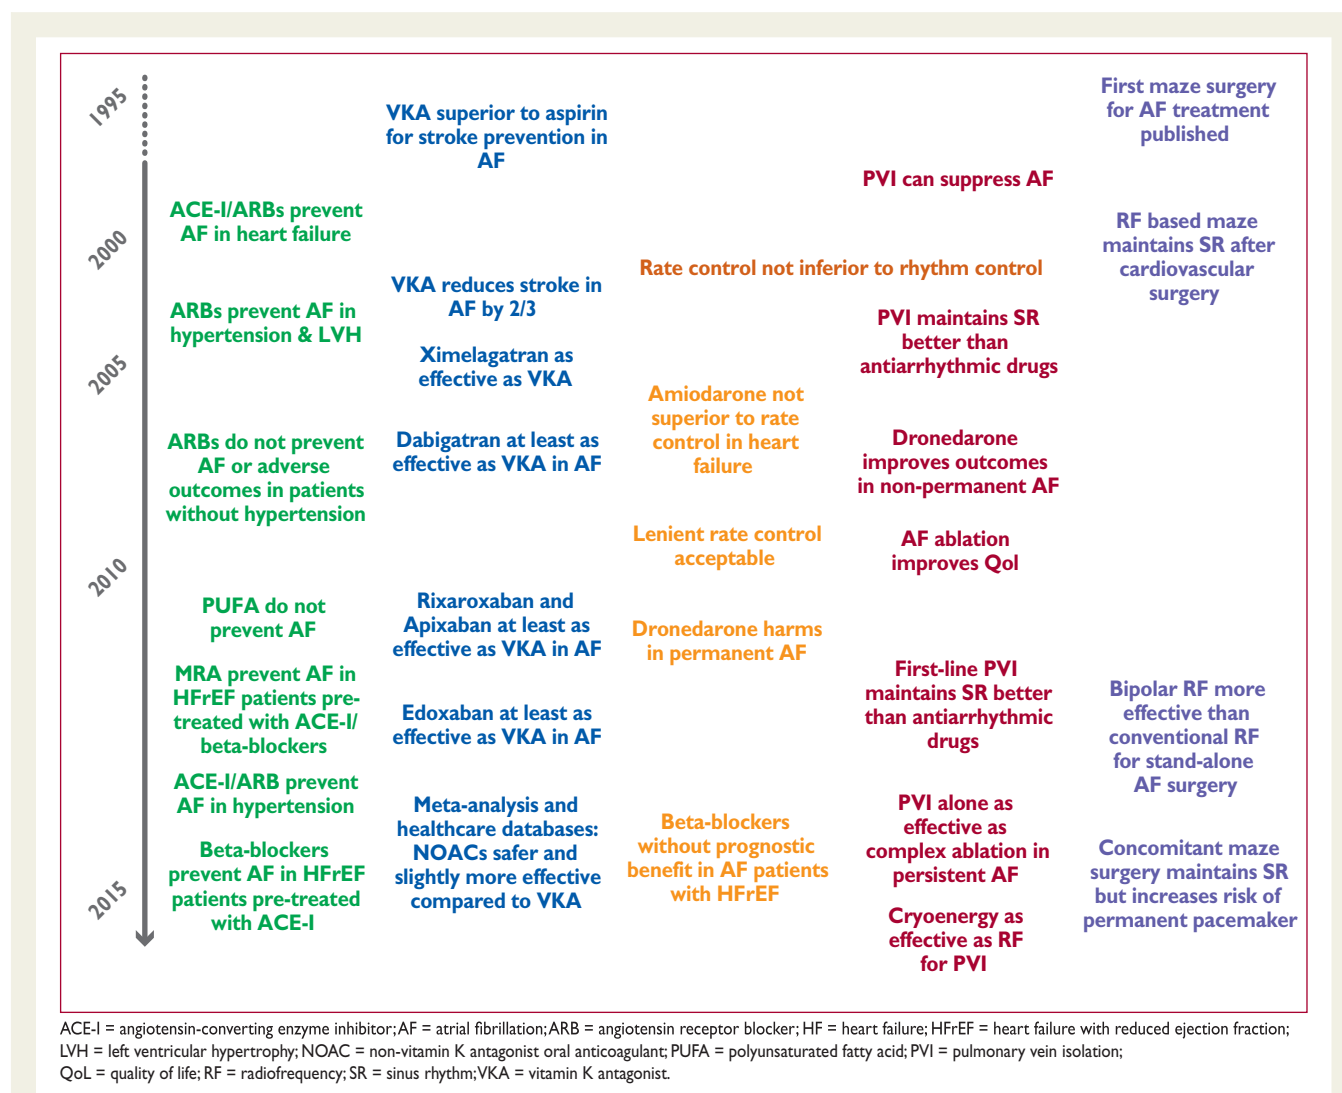 1995
2000
2005
2010
2015
ACE-I/ARBs prevent
AF in heart failure
ARBs prevent AF in
hypertension & LVH
ARBs do not prevent
AF or adverse
outcomes in patients
without hypertension
PUFA do not
prevent AF
MRA prevent AF in
HFrEF patients pre-
treated with ACE-I/
beta-blockers
ACE-I/ARB prevent
AF in hypertension
Beta-blockers
prevent AF in HFrEF
patients pre-treated
with ACE-I
VKA superior to aspirin
for stroke prevention in
AF
VKA reduces stroke in
AF by 2/3
Ximelagatran as
effective as VKA
Dabigatran at least as
effective as VKA in AF
Rixaroxaban and
Apixaban at least as
effective as VKA in AF
Edoxaban at least as
effective as VKA in AF
Meta-analysis and
healthcare databases:
NOACs safer and
slightly more effective
compared to VKA
Rate control not inferior to rhythm control
Amiodarone not
superior to rate
control in heart
failure
Lenient rate control
acceptable
Dronedarone harms
in permanent AF
Beta-blockers
without prognostic
benefit in AF patients
with HFrEF
PVI can suppress AF
PVI maintains SR
better than
antiarrhythmic drugs
Dronedarone
improves outcomes
in non-permanent AF
AF ablation
improves Qol
First-line PVI
maintains SR better
than antiarrhythmic
drugs
PVI alone as
effective as
complex ablation in
persistent AF
Cryoenergy as
effective as RF
for PVI
First maze surgery
for AF treatment
published
RF based maze
maintains SR after
cardiovascular
surgery
Bipolar RF more
effective than
conventional RF
for stand-alone
AF surgery
Concomitant maze
surgery maintains SR
but increases risk of
permanent pacemaker
ACE-I = angiotensin-converting enzyme inhibitor; AF = atrial fibrillation; ARB = angiotensin receptor blocker; HF = heart failure; HFrEF = heart failure with reduced ejection fraction;
LVH = left ventricular hypertrophy; NOAC = non-vitamin K antagonist oral anticoagulant; PUFA = polyunsaturated fatty acid; PVI = pulmonary vein isolation;
QoL = quality of life; RF = radiofrequency; SR = sinus rhythm; VKA = vitamin K antagonist.